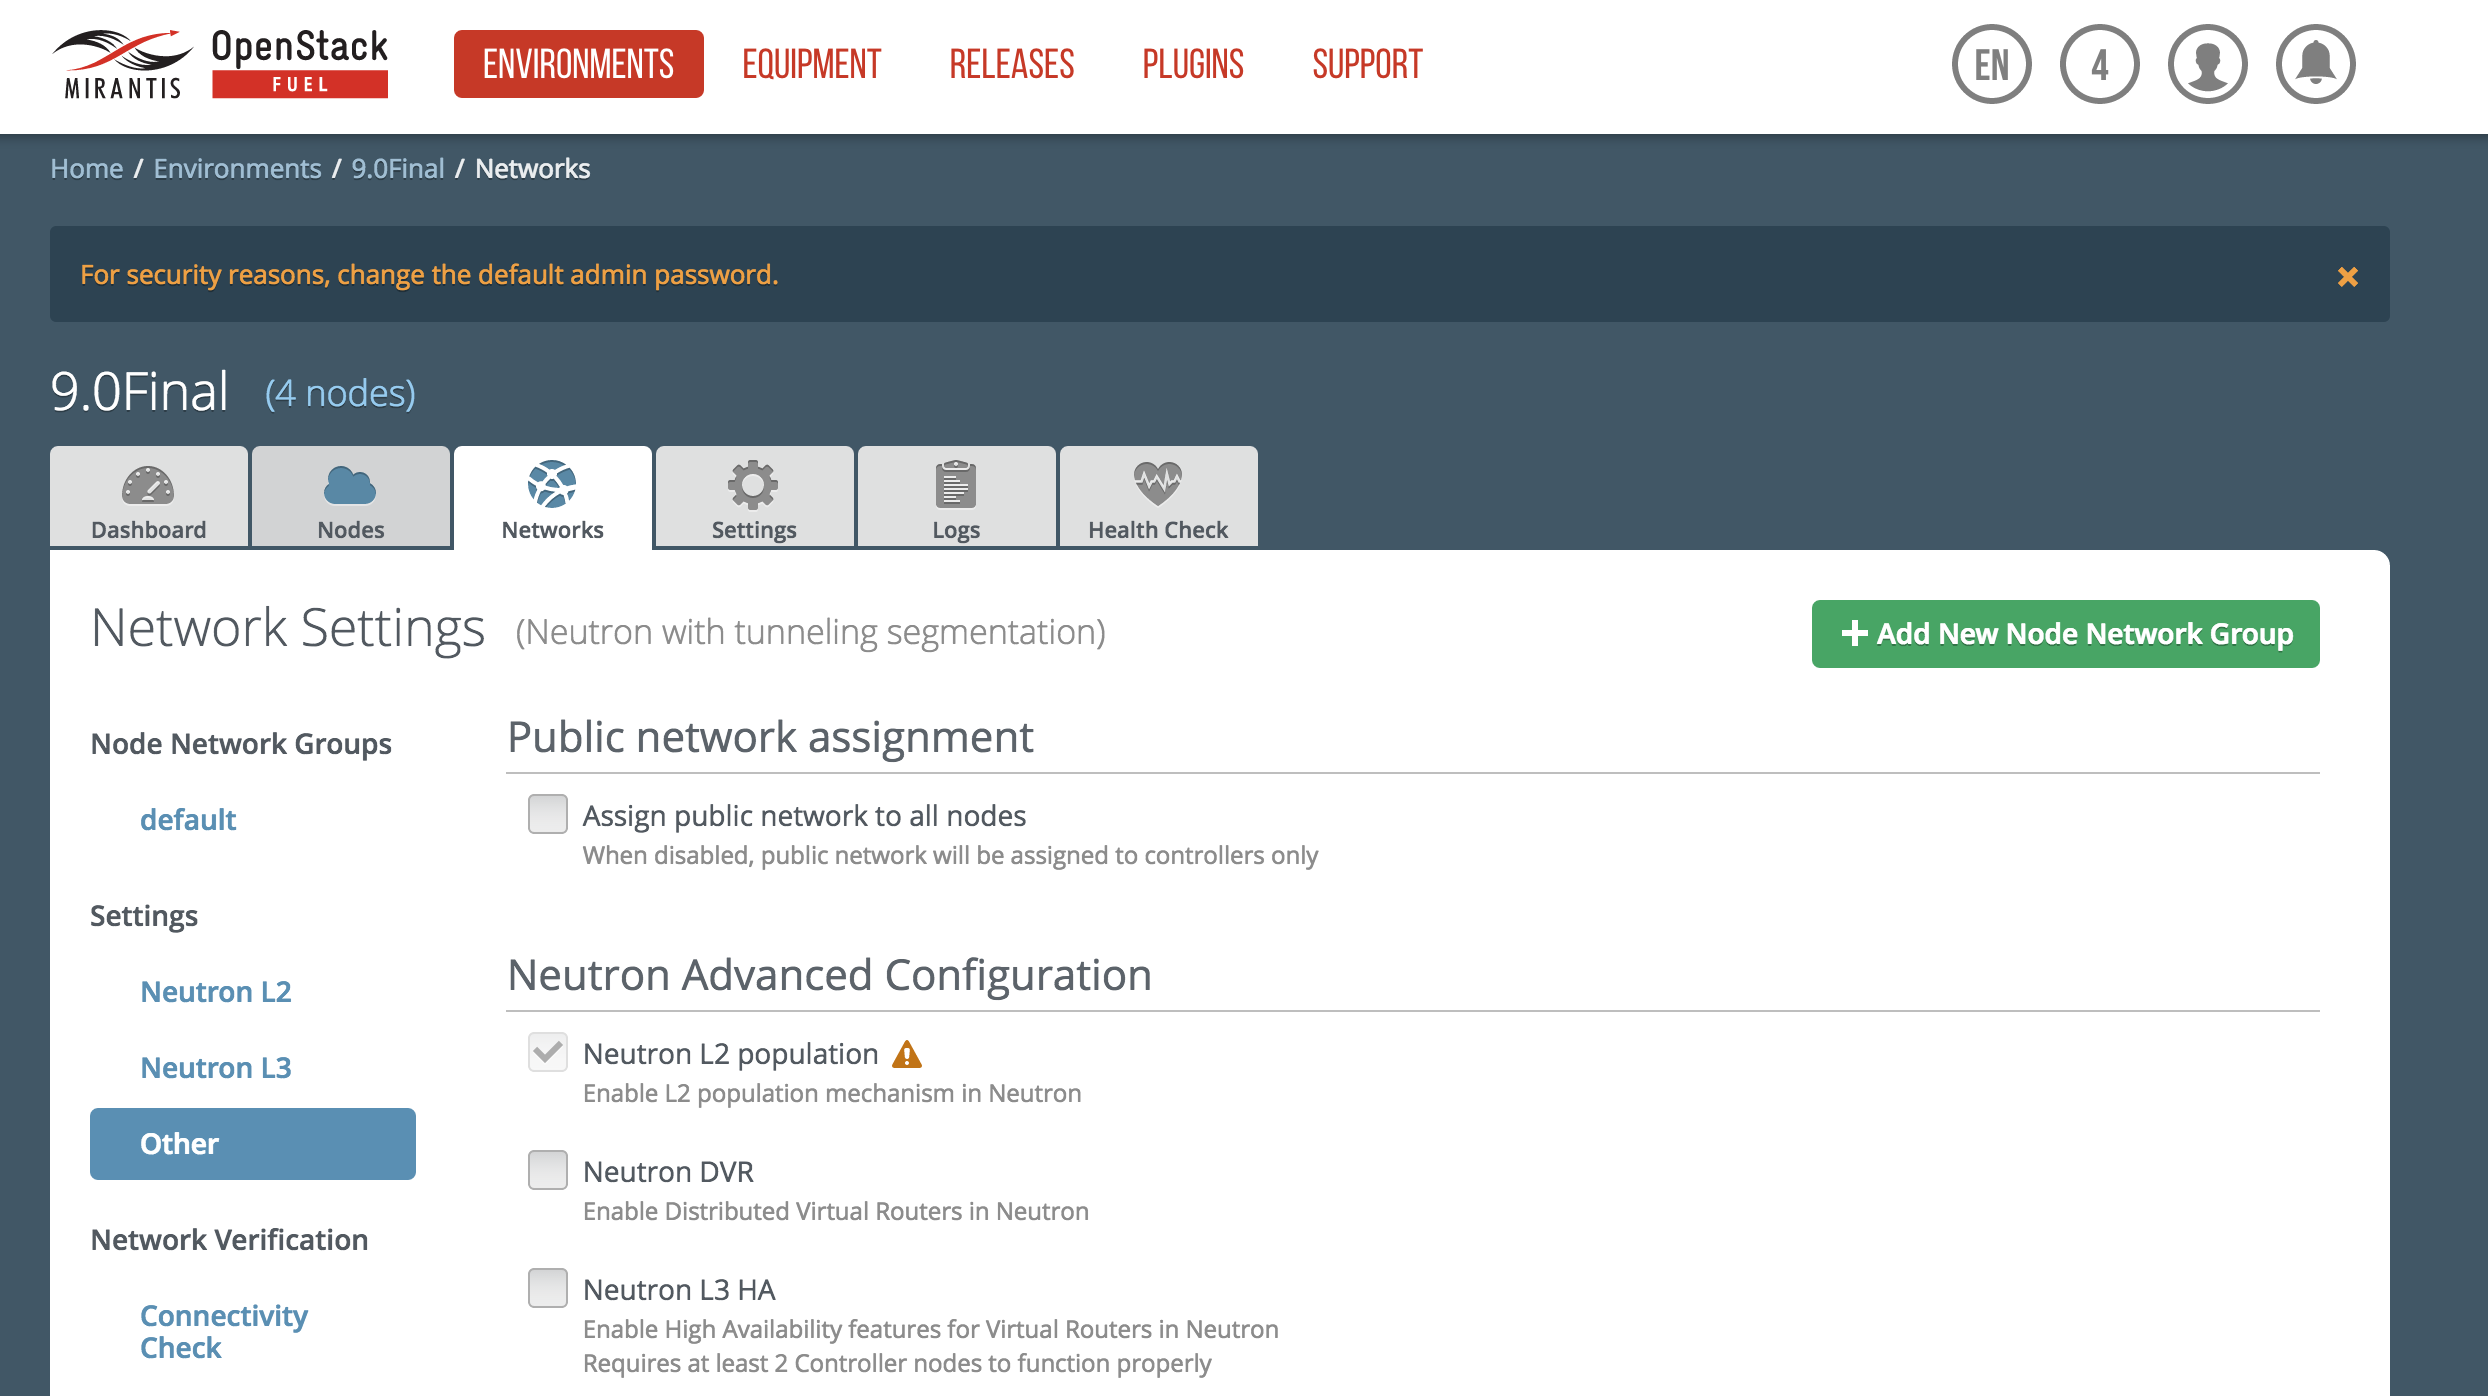 MIRANTIS
OpenStack
FUEL
ENVIRONMENTS EQUIPMENT RELEASES PLUGINS SUPPORT
EN 4
Home / Environments / 9.0Final / Networks
For security reasons, change the default admin password.
9.0Final (4 nodes)
Dashboard Nodes Networks Settings Logs Health Check
Network Settings (Neutron with tunneling segmentation)
Add New Node Network Group
Node Network Groups
default
Settings
Neutron L2
Neutron L3
Other
Network Verification
Connectivity
Check
Public network assignment
Assign public network to all nodes
When disabled, public network will be assigned to controllers only
Neutron Advanced Configuration
Neutron L2 population
Enable L2 population mechanism in Neutron
Neutron DVR
Enable Distributed Virtual Routers in Neutron
Neutron L3 HA
Enable High Availability features for Virtual Routers in Neutron
Requires at least 2 Controller nodes to function properly